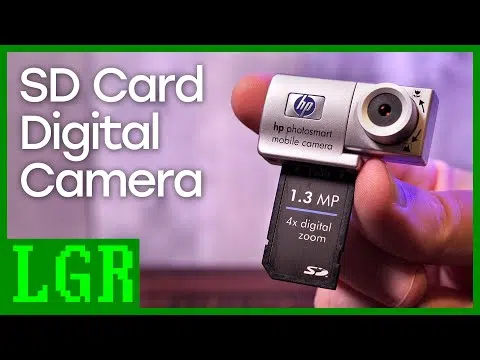 SD Card
Digital
Camera
hp
hp photosmart
mobile camera
1.3 MP
4x digital
zoom
SD
LGR